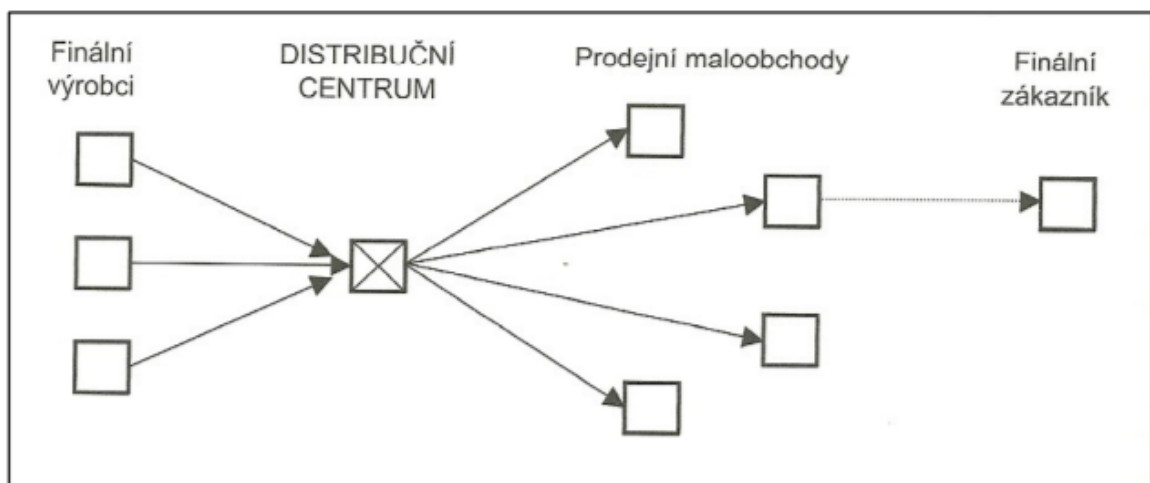 Finální
výrobci
DISTRIBUČNÍ
CENTRUM
Prodejní maloobchody
Finální
zákazník